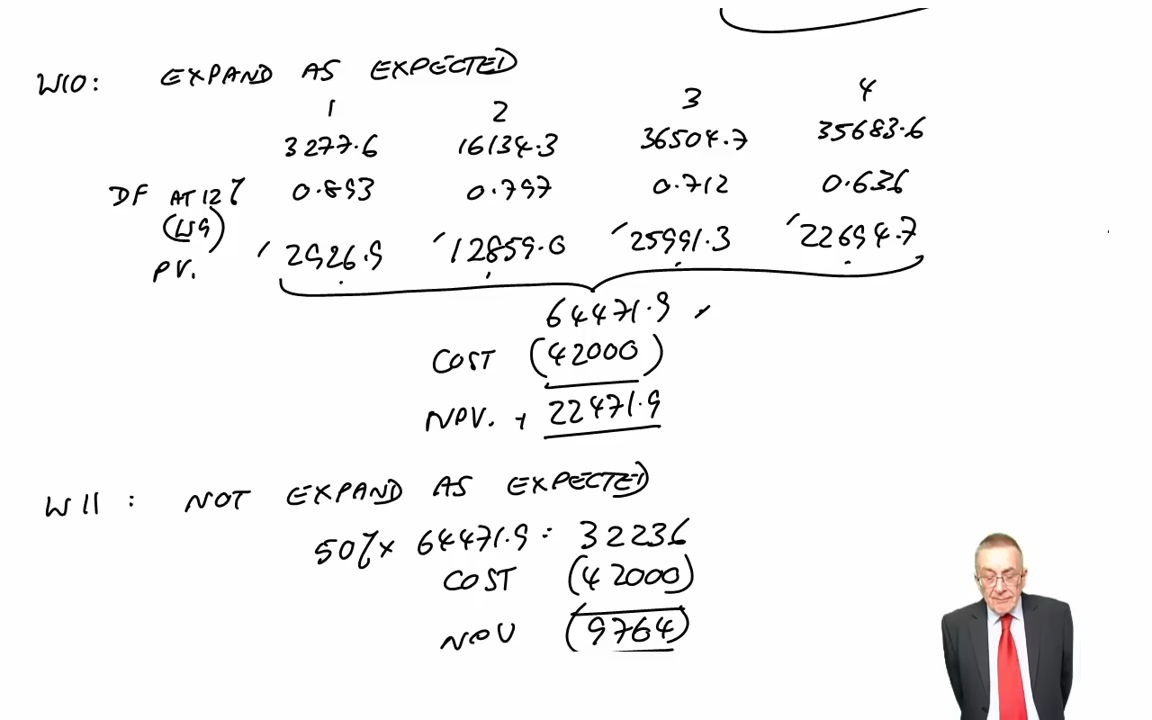 W10: EXPAND AS EXPECTED
1 2 3 4
3277.6 16134.3 36504.7 35683.6
DF AT 12% 0.893 0.797 0.712 0.636
(W9)
PV. 2926.9 12859.0 25991.3 22694.7
64471.9
COST (42000)
NPV. + 22471.9
W11: NOT EXPAND AS EXPECTED
50% x 64471.9 = 32236
COST (42000)
NPV (9764)